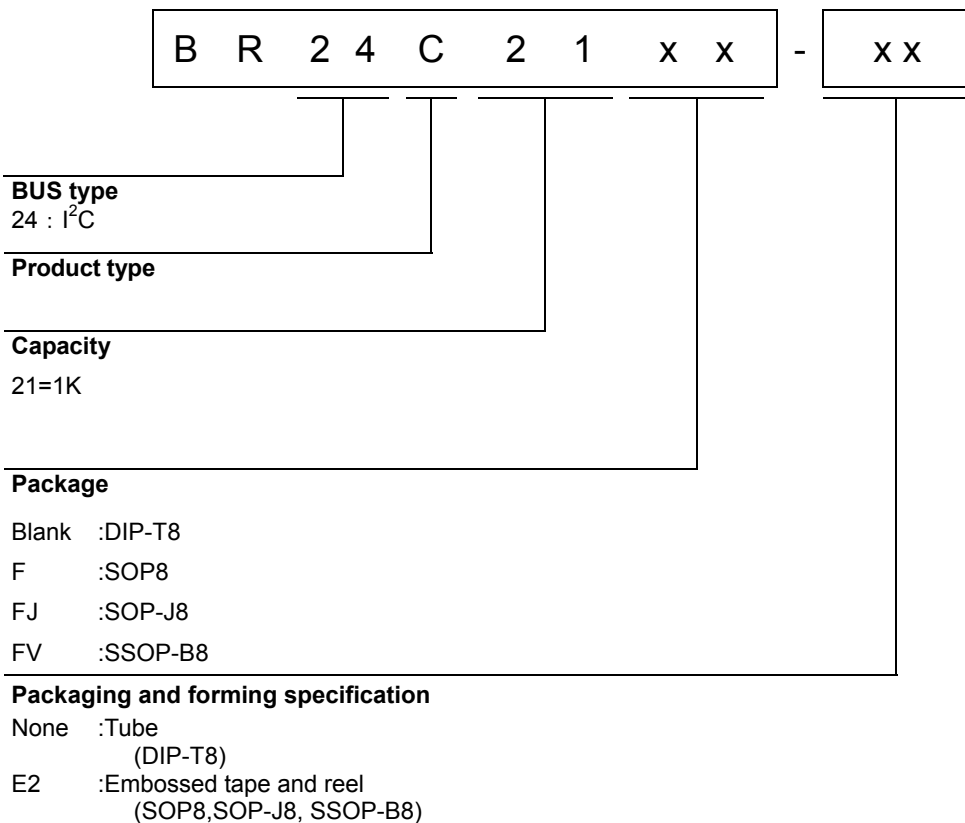 B R 2 4 C 2 1 x x - x x
BUS type
24 : I²C
Product type
Capacity
21=1K
Package
Blank :DIP-T8
F :SOP8
FJ :SOP-J8
FV :SSOP-B8
Packaging and forming specification
None :Tube
(DIP-T8)
E2 :Embossed tape and reel
(SOP8,SOP-J8, SSOP-B8)